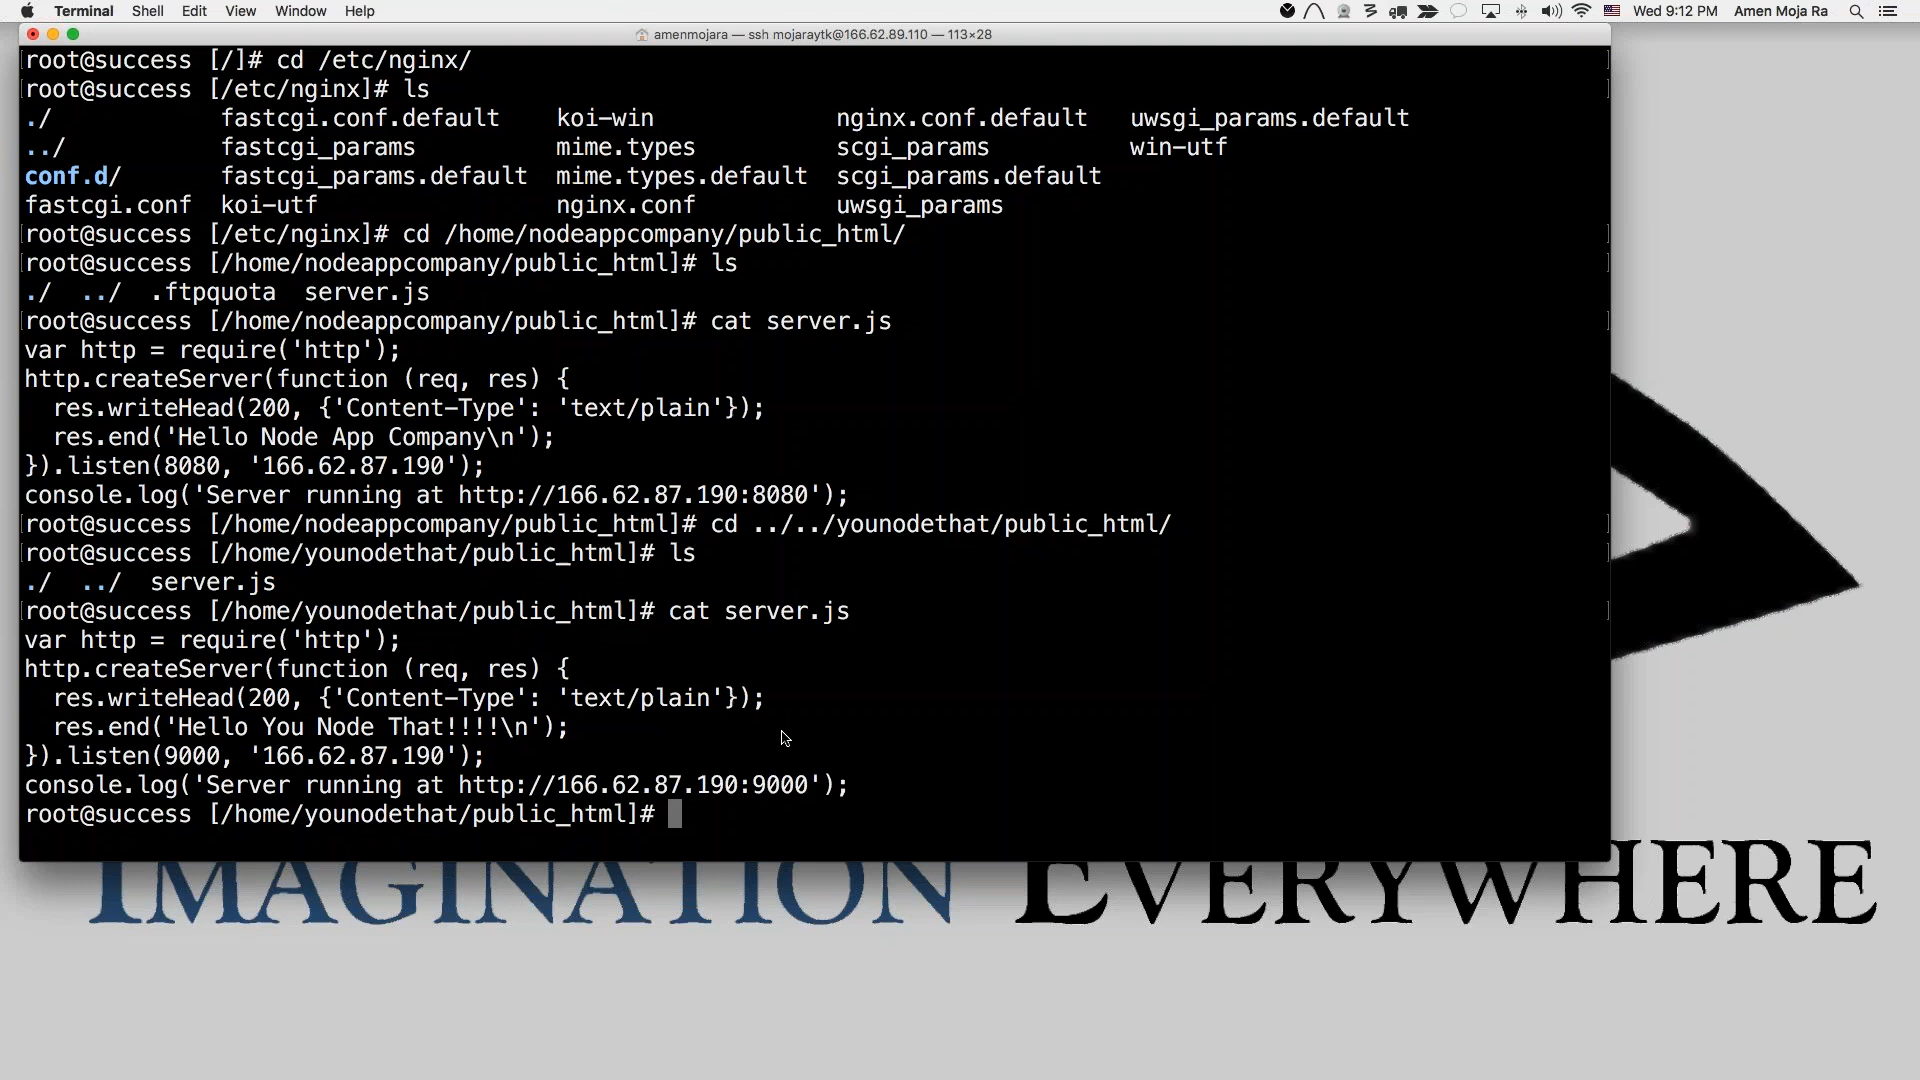 Terminal Shell Edit View Window Help Wed 9:12 PM Amen Moja Ra
amenmojara — ssh mojaraytk@166.62.89.110 — 113×28
root@success [/]# cd /etc/nginx/
root@success [/etc/nginx]# ls
./ fastcgi.conf.default koi-win nginx.conf.default uwsgi_params.default
../ fastcgi_params mime.types scgi_params win-utf
conf.d/ fastcgi_params.default mime.types.default scgi_params.default
fastcgi.conf koi-utf nginx.conf uwsgi_params
root@success [/etc/nginx]# cd /home/nodeappcompany/public_html/
root@success [/home/nodeappcompany/public_html]# ls
./ ../ .ftpquota server.js
root@success [/home/nodeappcompany/public_html]# cat server.js
var http = require('http');
http.createServer(function (req, res) {
  res.writeHead(200, {'Content-Type': 'text/plain'});
  res.end('Hello Node App Company\n');
}).listen(8080, '166.62.87.190');
console.log('Server running at http://166.62.87.190:8080');
root@success [/home/nodeappcompany/public_html]# cd ../../younodethat/public_html/
root@success [/home/younodethat/public_html]# ls
./ ../ server.js
root@success [/home/younodethat/public_html]# cat server.js
var http = require('http');
http.createServer(function (req, res) {
  res.writeHead(200, {'Content-Type': 'text/plain'});
  res.end('Hello You Node That!!!!\n');
}).listen(9000, '166.62.87.190');
console.log('Server running at http://166.62.87.190:9000');
root@success [/home/younodethat/public_html]#
IMAGINATION EVERYWHERE